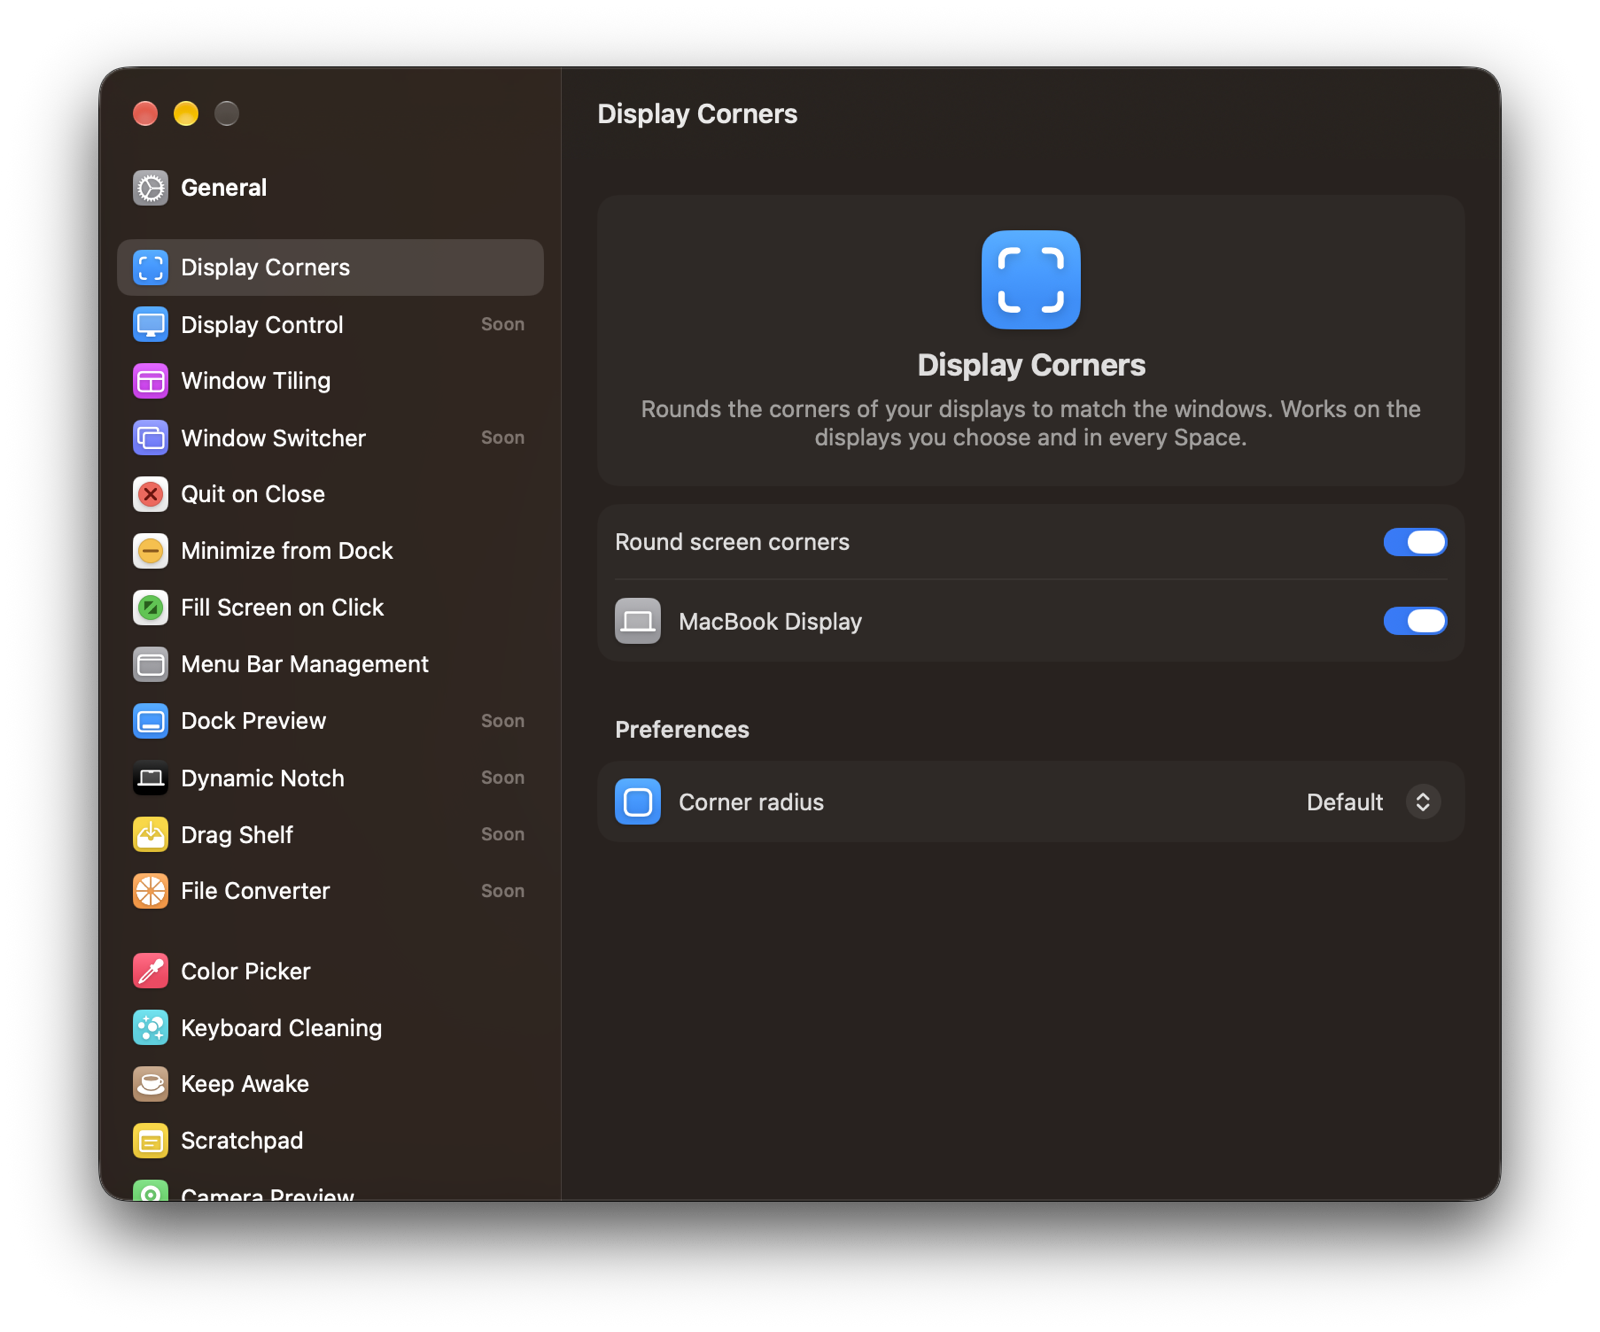 General
Display Corners
Display Control Soon
Window Tiling
Window Switcher Soon
Quit on Close
Minimize from Dock
Fill Screen on Click
Menu Bar Management
Dock Preview Soon
Dynamic Notch Soon
Drag Shelf Soon
File Converter Soon
Color Picker
Keyboard Cleaning
Keep Awake
Scratchpad
Camera Preview
Display Corners
Display Corners
Rounds the corners of your displays to match the windows. Works on the
displays you choose and in every Space.
Round screen corners
MacBook Display
Preferences
Corner radius Default